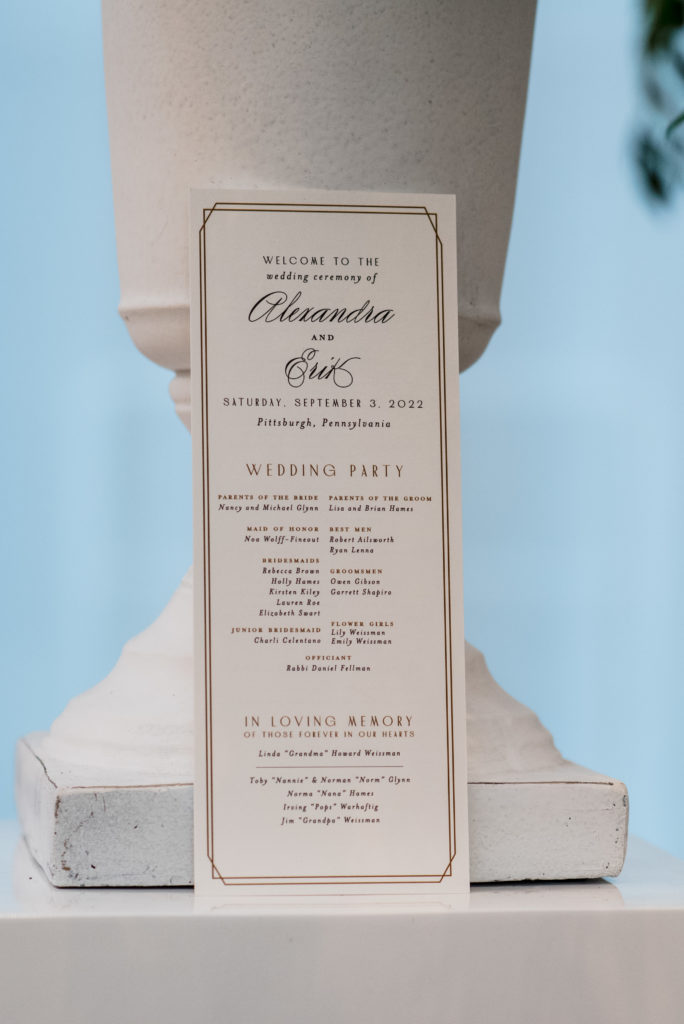 WELCOME TO THE
wedding ceremony of
Alexandra
AND
Erik
SATURDAY, SEPTEMBER 3, 2022
Pittsburgh, Pennsylvania
WEDDING PARTY
PARENTS OF THE BRIDE
Nancy and Michael Glynn
PARENTS OF THE GROOM
Lisa and Brian Hames
MAID OF HONOR
Noa Wolff-Fineout
BEST MEN
Robert Ailsworth
Ryan Lenna
BRIDESMAIDS
Rebecca Brown
Holly Hames
Kirsten Kiley
Lauren Roe
Elizabeth Swart
GROOMSMEN
Owen Gibson
Garrett Shapiro
JUNIOR BRIDESMAID
Charli Celentano
FLOWER GIRLS
Lily Weissman
Emily Weissman
OFFICIANT
Rabbi Daniel Fellman
IN LOVING MEMORY
OF THOSE FOREVER IN OUR HEARTS
Linda "Grandma" Howard Weissman
Toby "Nannie" & Norman "Norm" Glynn
Norma "Nana" Hames
Irving "Pops" Warhaftig
Jim "Grandpa" Weissman